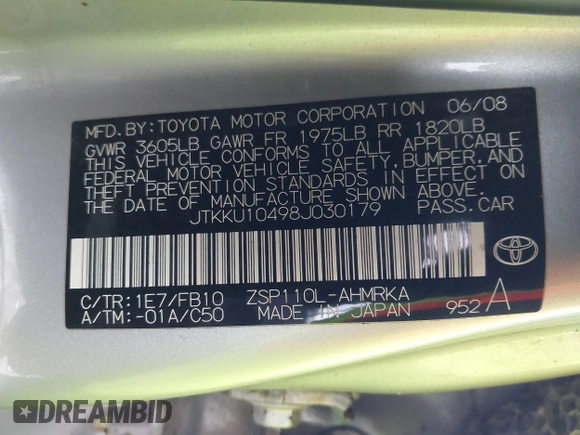 MFD.BY:TOYOTA MOTOR CORPORATION 06/08
GVWR 3605LB GAWR FR 1975LB RR 1820LB
THIS VEHICLE CONFORMS TO ALL APPLICABLE
FEDERAL MOTOR VEHICLE SAFETY,BUMPER,AND
THEFT PREVENTION STANDARDS IN EFFECT ON
THE DATE OF MANUFACTURE SHOWN ABOVE.
JTKKU10498J030179 PASS.CAR
TOYOTA
C/TR:1E7/FB10 ZSP110L-AHMRKA
A/TM:-01A/C50 MADE IN JAPAN 952A
DREAMBID